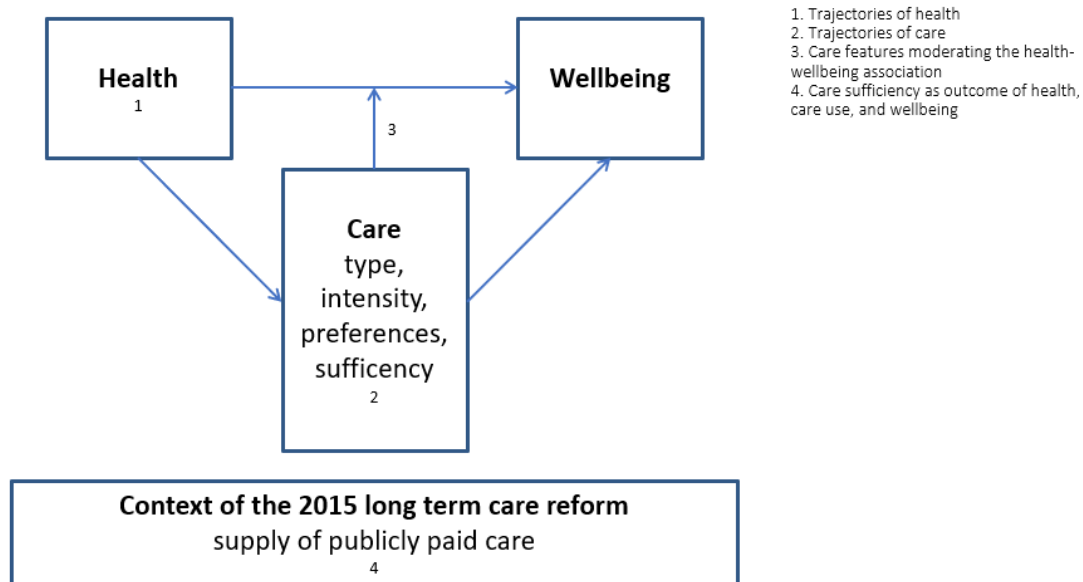 Health
1
Wellbeing
3
Care
type,
intensity,
preferences,
sufficency
2
Context of the 2015 long term care reform
supply of publicly paid care
4
1. Trajectories of health
2. Trajectories of care
3. Care features moderating the health-
wellbeing association
4. Care sufficiency as outcome of health,
care use, and wellbeing